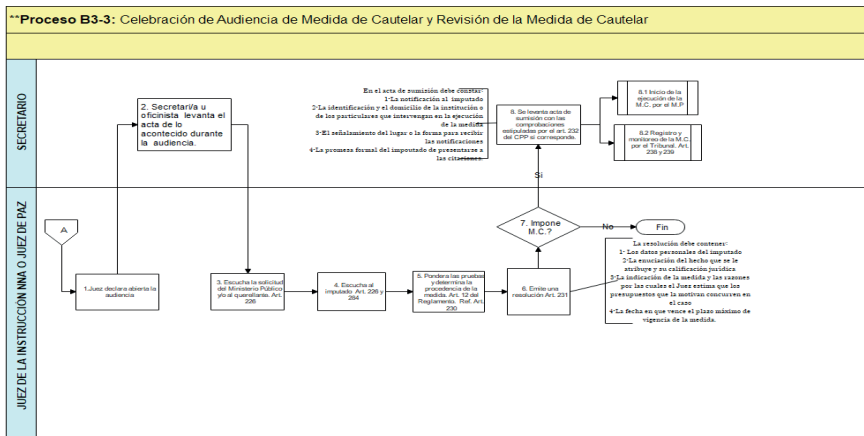 **Proceso B3-3: Celebración de Audiencia de Medida de Cautelar y Revisión de la Medida de Cautelar
SECRETARIO
2. Secretari/a u
oficinista levanta el
acta de lo
acontecido durante
la audiencia.
En el acta de sumisión debe constar:
1-La notificación al imputado
2-La identificación y el domicilio de la institución o
de los particulares que intervengan en la ejecución
de la medida
3-El señalamiento del lugar o la forma para recibir
las notificaciones
4-La promesa formal del imputado de presentarse a
las citaciones.
8. Se levanta acta de
sumisión con las
comprobaciones
estipuladas por el art. 232
del CPP si corresponde.
8.1 Inicio de la
ejecución de la
M.C. por el M.P
8.2 Registro y
monitoreo de la M.C.
por el Tribunal. Art.
238 y 239
JUEZ DE LA INSTRUCCIÓN NNA O JUEZ DE PAZ
A
1.Juez declara abierta la
audiencia
3. Escucha la solicitud
del Ministerio Público
y/o al querellante. Art.
226
4. Escucha al
imputado Art. 226 y
284
5. Pondera las pruebas
y determina la
procedencia de la
medida. Art. 12 del
Reglamento. Ref. Art.
230
6. Emite una
resolución Art. 231
7. Impone
M.C.?
Si
No
Fin
La resolución debe contener:
1- Los datos personales del imputado
2-La enuciación del hecho que se le
atribuye y su calificación jurídica
3-La indicación de la medida y las razones
por las cuales el Jues estima que los
presupuestos que la motivan concurren en
el caso
4-La fecha en que vence el plazo máximo de
vigencia de la medida.